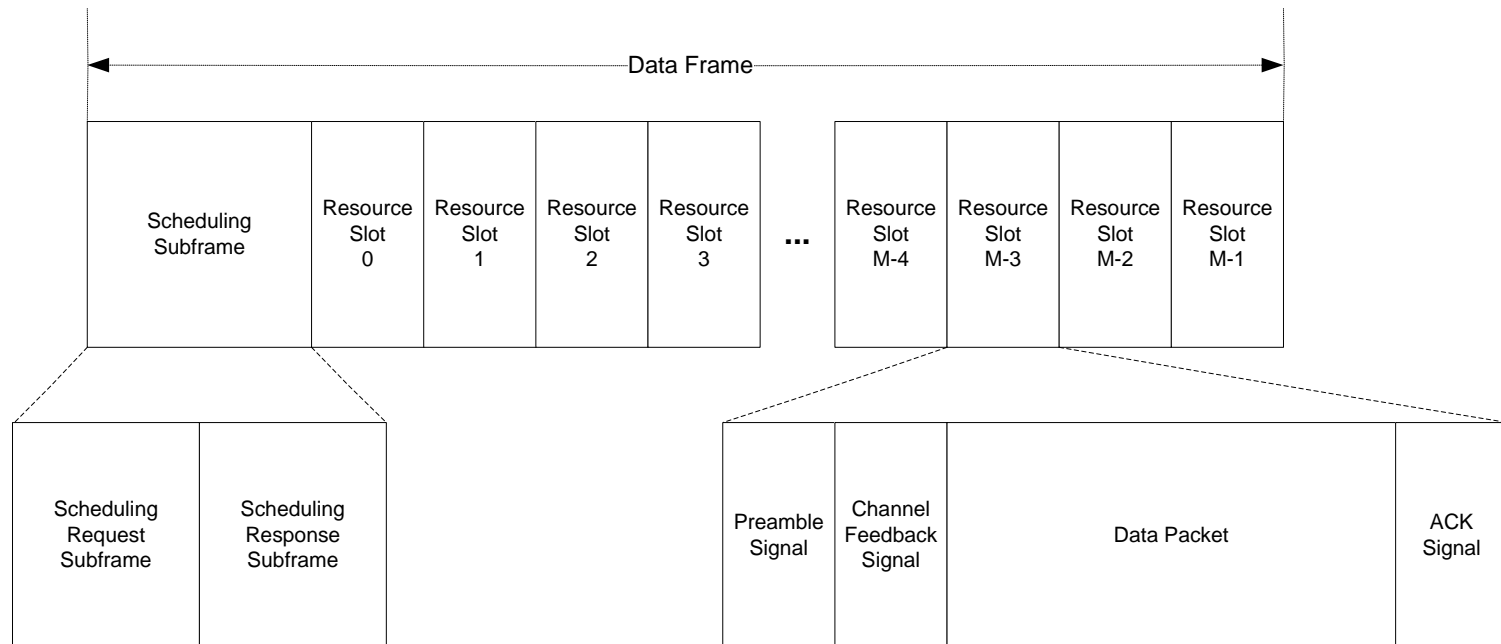 Data Frame
Scheduling
Subframe
Resource
Slot
0
Resource
Slot
1
Resource
Slot
2
Resource
Slot
3
...
Resource
Slot
M-4
Resource
Slot
M-3
Resource
Slot
M-2
Resource
Slot
M-1
Scheduling
Request
Subframe
Scheduling
Response
Subframe
Preamble
Signal
Channel
Feedback
Signal
Data Packet
ACK
Signal